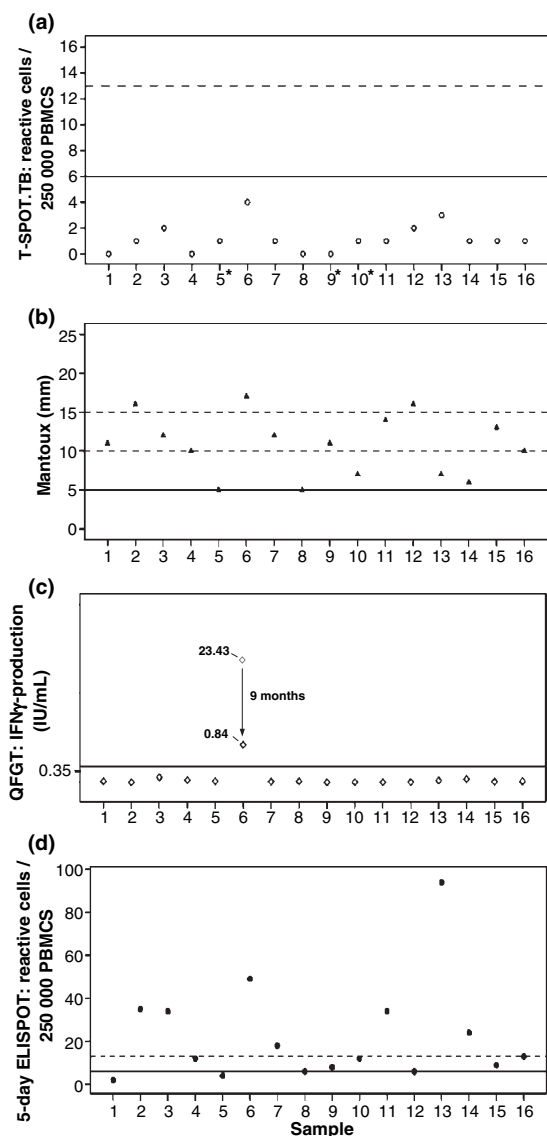 (a)
T-SPOT.TB: reactive cells /
250 000 PBMCS
16
14
12
10
8
6
4
2
0
1 2 3 4 5* 6 7 8 9* 10* 11 12 13 14 15 16
(b)
Mantoux (mm)
25
20
15
10
5
0
1 2 3 4 5 6 7 8 9 10 11 12 13 14 15 16
(c)
QFGT: IFNγ-production
(IU/mL)
23.43
9 months
0.84
0.35
1 2 3 4 5 6 7 8 9 10 11 12 13 14 15 16
(d)
5-day ELISPOT: reactive cells /
250 000 PBMCS
100
80
60
40
20
0
1 2 3 4 5 6 7 8 9 10 11 12 13 14 15 16
Sample